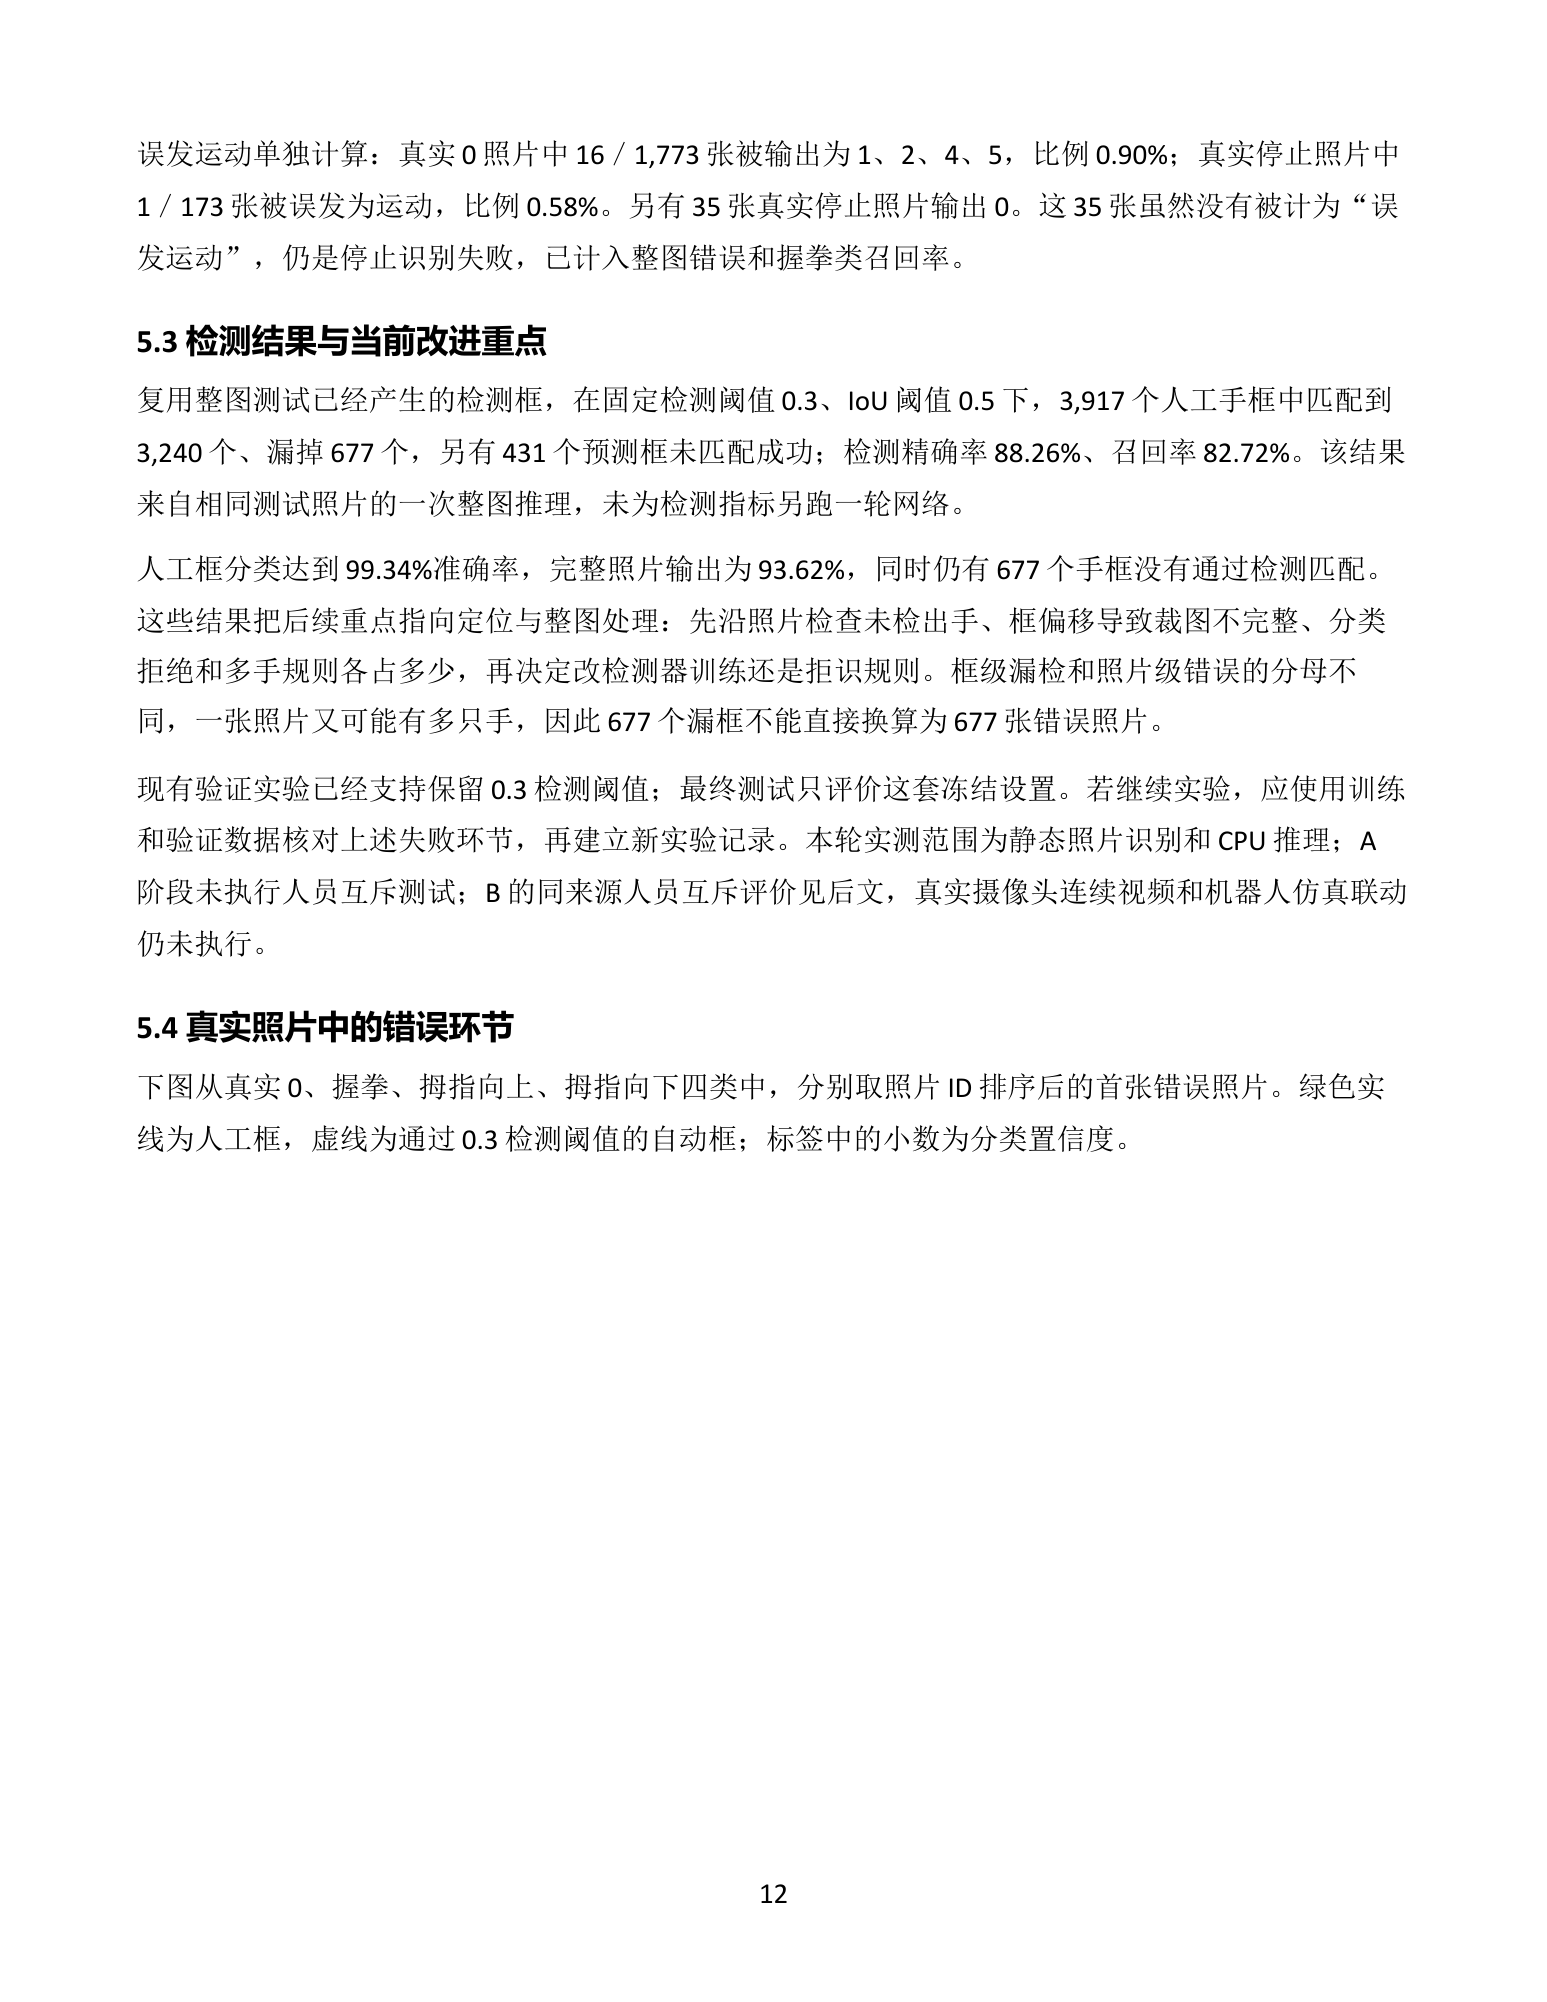 误发运动单独计算：真实 0 照片中 16／1,773 张被输出为 1、2、4、5，比例 0.90%；真实停止照片中
1／173 张被误发为运动，比例 0.58%。另有 35 张真实停止照片输出 0。这 35 张虽然没有被计为“误
发运动”，仍是停止识别失败，已计入整图错误和握拳类召回率。
5.3 检测结果与当前改进重点
复用整图测试已经产生的检测框，在固定检测阈值 0.3、IoU 阈值 0.5 下，3,917 个人工手框中匹配到
3,240 个、漏掉 677 个，另有 431 个预测框未匹配成功；检测精确率 88.26%、召回率 82.72%。该结果
来自相同测试照片的一次整图推理，未为检测指标另跑一轮网络。
人工框分类达到 99.34%准确率，完整照片输出为 93.62%，同时仍有 677 个手框没有通过检测匹配。
这些结果把后续重点指向定位与整图处理：先沿照片检查未检出手、框偏移导致裁图不完整、分类
拒绝和多手规则各占多少，再决定改检测器训练还是拒识规则。框级漏检和照片级错误的分母不
同，一张照片又可能有多只手，因此 677 个漏框不能直接换算为 677 张错误照片。
现有验证实验已经支持保留 0.3 检测阈值；最终测试只评价这套冻结设置。若继续实验，应使用训练
和验证数据核对上述失败环节，再建立新实验记录。本轮实测范围为静态照片识别和 CPU 推理；A
阶段未执行人员互斥测试；B 的同来源人员互斥评价见后文，真实摄像头连续视频和机器人仿真联动
仍未执行。
5.4 真实照片中的错误环节
下图从真实 0、握拳、拇指向上、拇指向下四类中，分别取照片 ID 排序后的首张错误照片。绿色实
线为人工框，虚线为通过 0.3 检测阈值的自动框；标签中的小数为分类置信度。
12